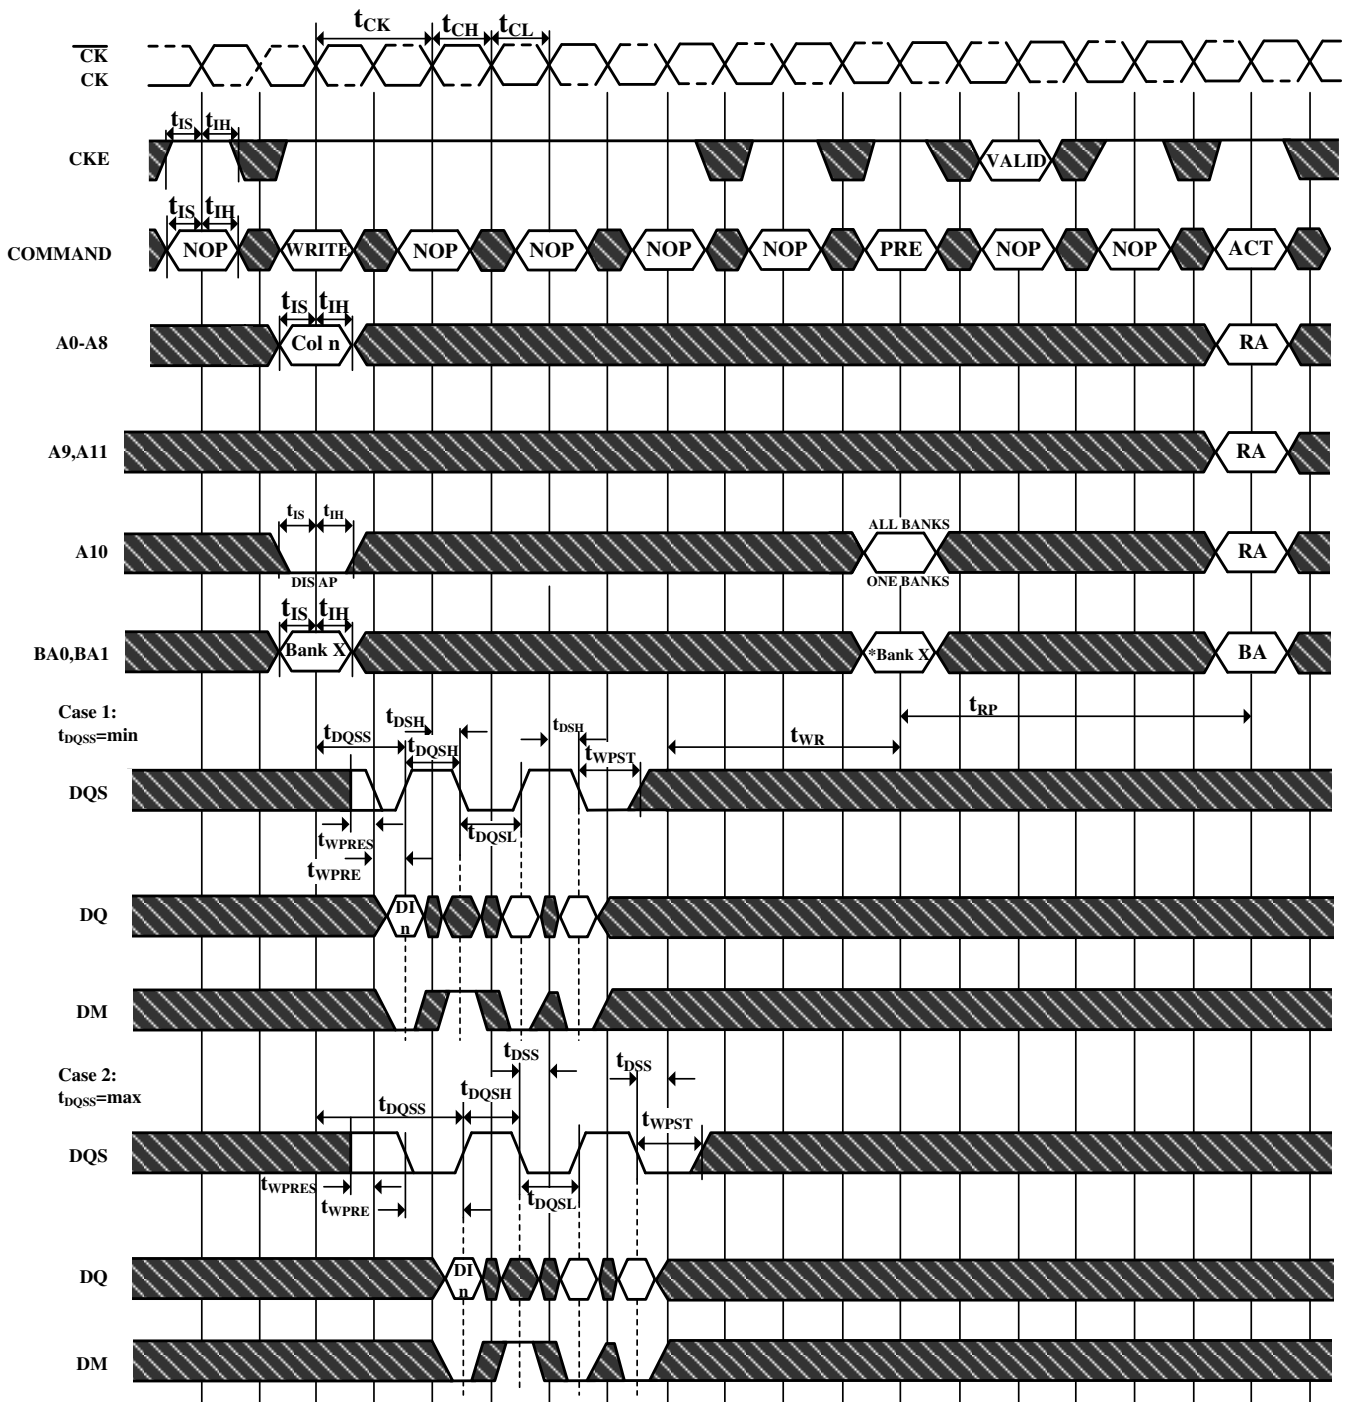 tCK tCH tCL
CK
CK
tIS tIH
CKE VALID
tIS tIH
COMMAND NOP WRITE NOP NOP NOP NOP PRE NOP NOP ACT
tIS tIH
A0-A8 Col n RA
A9,A11 RA
tIS tIH ALL BANKS
A10 RA
DIS AP ONE BANKS
tIS tIH
BA0,BA1 Bank X *Bank X BA
Case 1:
tDQSS=min
tDSH tDSH tRP
tDQSS tDQSH tWPST tWR
DQS
tWPRES tDQSL
tWPRE
DQ DI
n
DM
Case 2:
tDQSS=max
tDSS tDSS
tDQSS tDQSH tWPST
DQS
tWPRES tWPRE tDQSL
DQ DI
n
DM